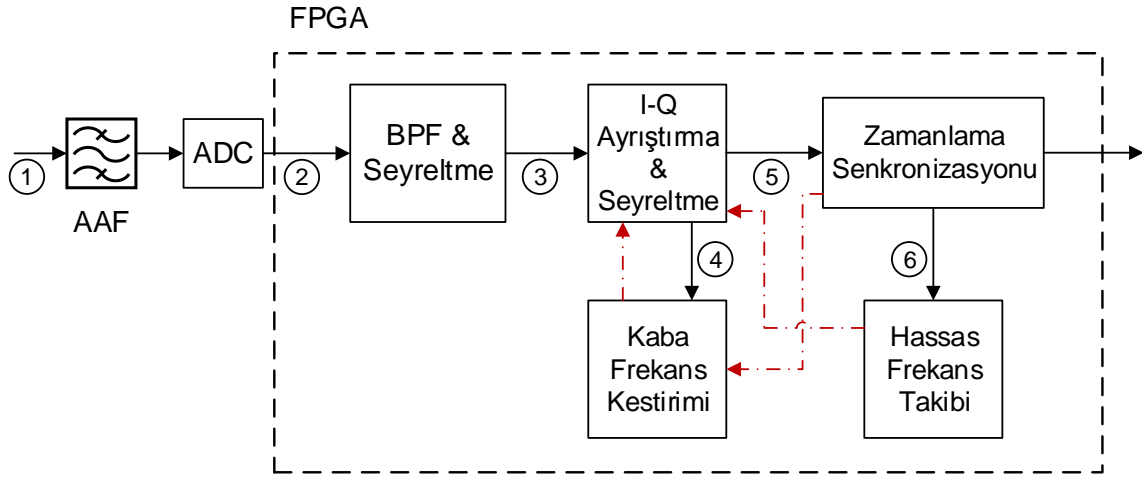 FPGA
1
AAF
ADC
2
BPF &
Seyreltme
3
I-Q
Ayrıştırma
&
Seyreltme
5
Zamanlama
Senkronizasyonu
4
6
Kaba
Frekans
Kestirimi
Hassas
Frekans
Takibi